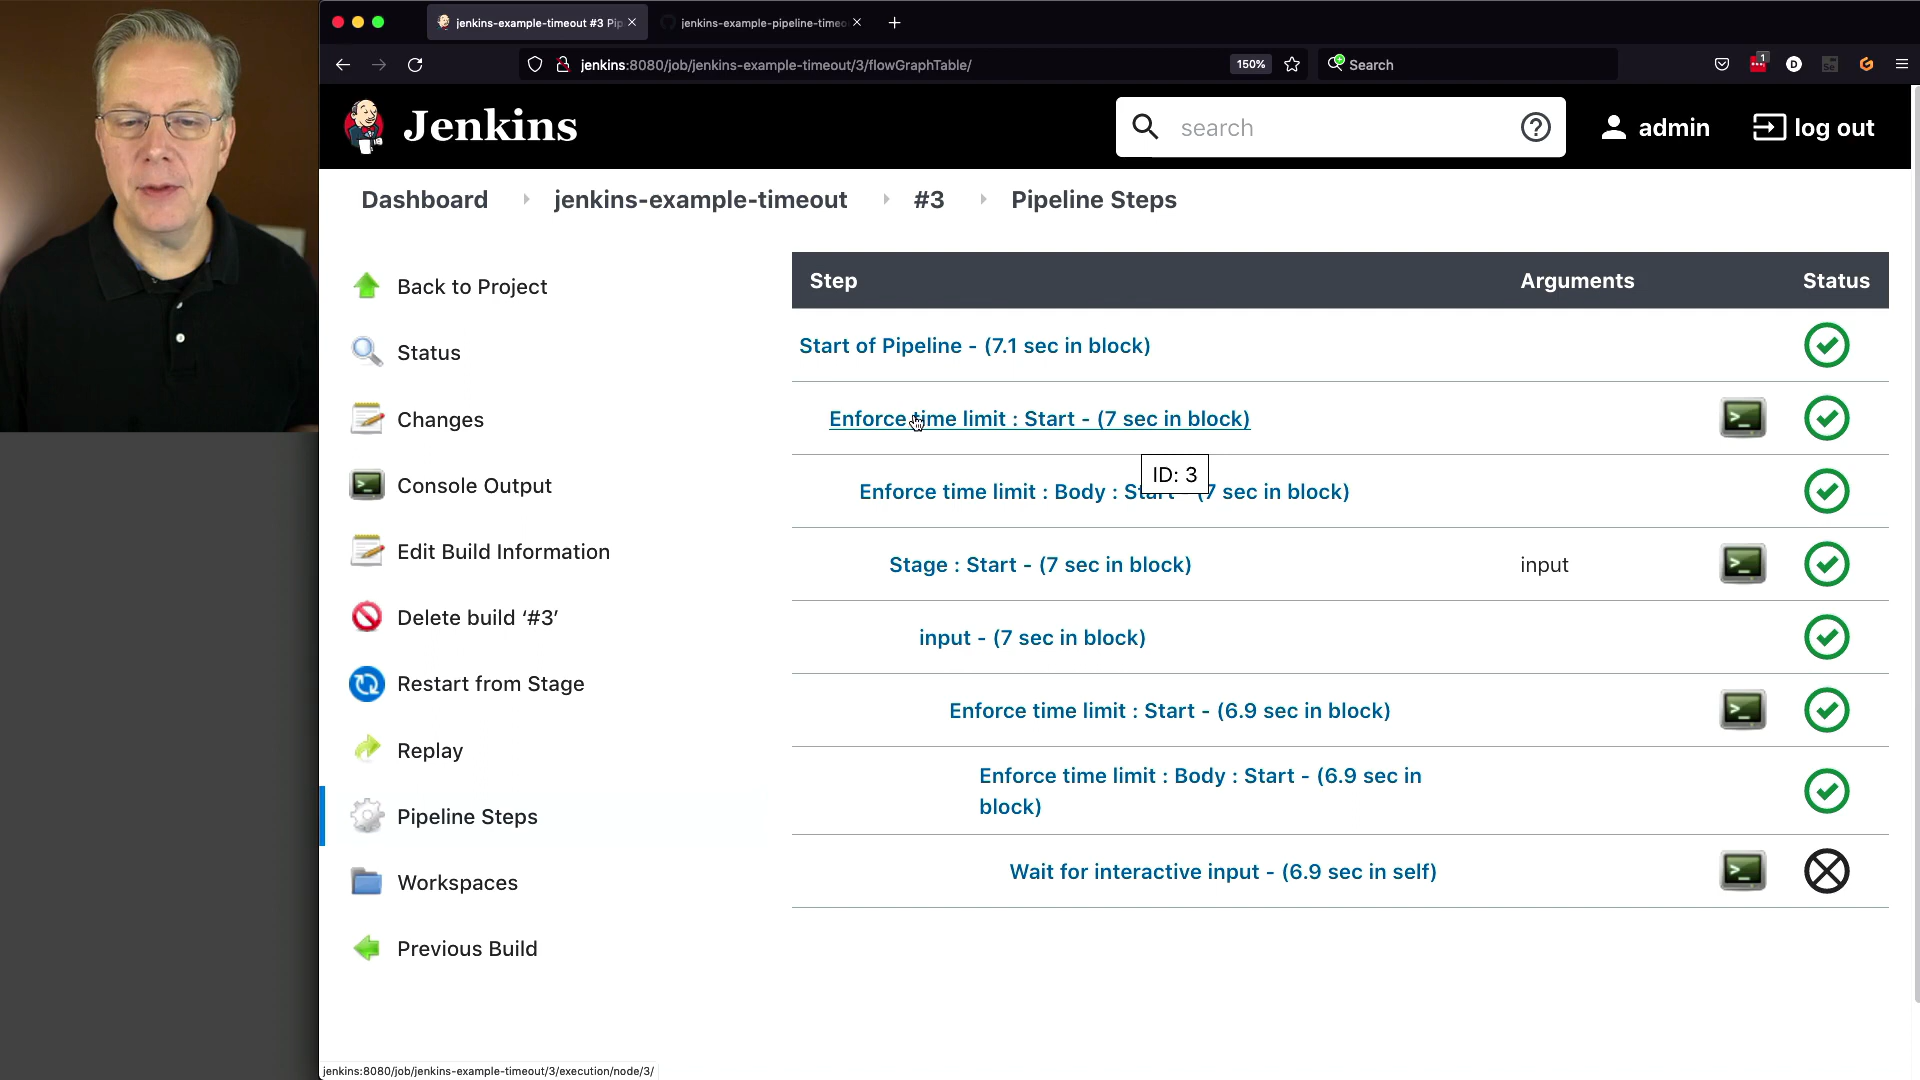 jenkins-example-timeout #3 Pip
jenkins-example-pipeline-timeo
jenkins:8080/job/jenkins-example-timeout/3/flowGraphTable/
150%
Search
1
Jenkins
search
admin
log out
Dashboard
jenkins-example-timeout
#3
Pipeline Steps
Back to Project
Status
Changes
Console Output
Edit Build Information
Delete build ‘#3’
Restart from Stage
Replay
Pipeline Steps
Workspaces
Previous Build
Step Arguments Status
Start of Pipeline - (7.1 sec in block)
Enforce time limit : Start - (7 sec in block)
ID: 3
Enforce time limit : Body : Start - (7 sec in block)
Stage : Start - (7 sec in block) input
input - (7 sec in block)
Enforce time limit : Start - (6.9 sec in block)
Enforce time limit : Body : Start - (6.9 sec in
block)
Wait for interactive input - (6.9 sec in self)
jenkins:8080/job/jenkins-example-timeout/3/execution/node/3/